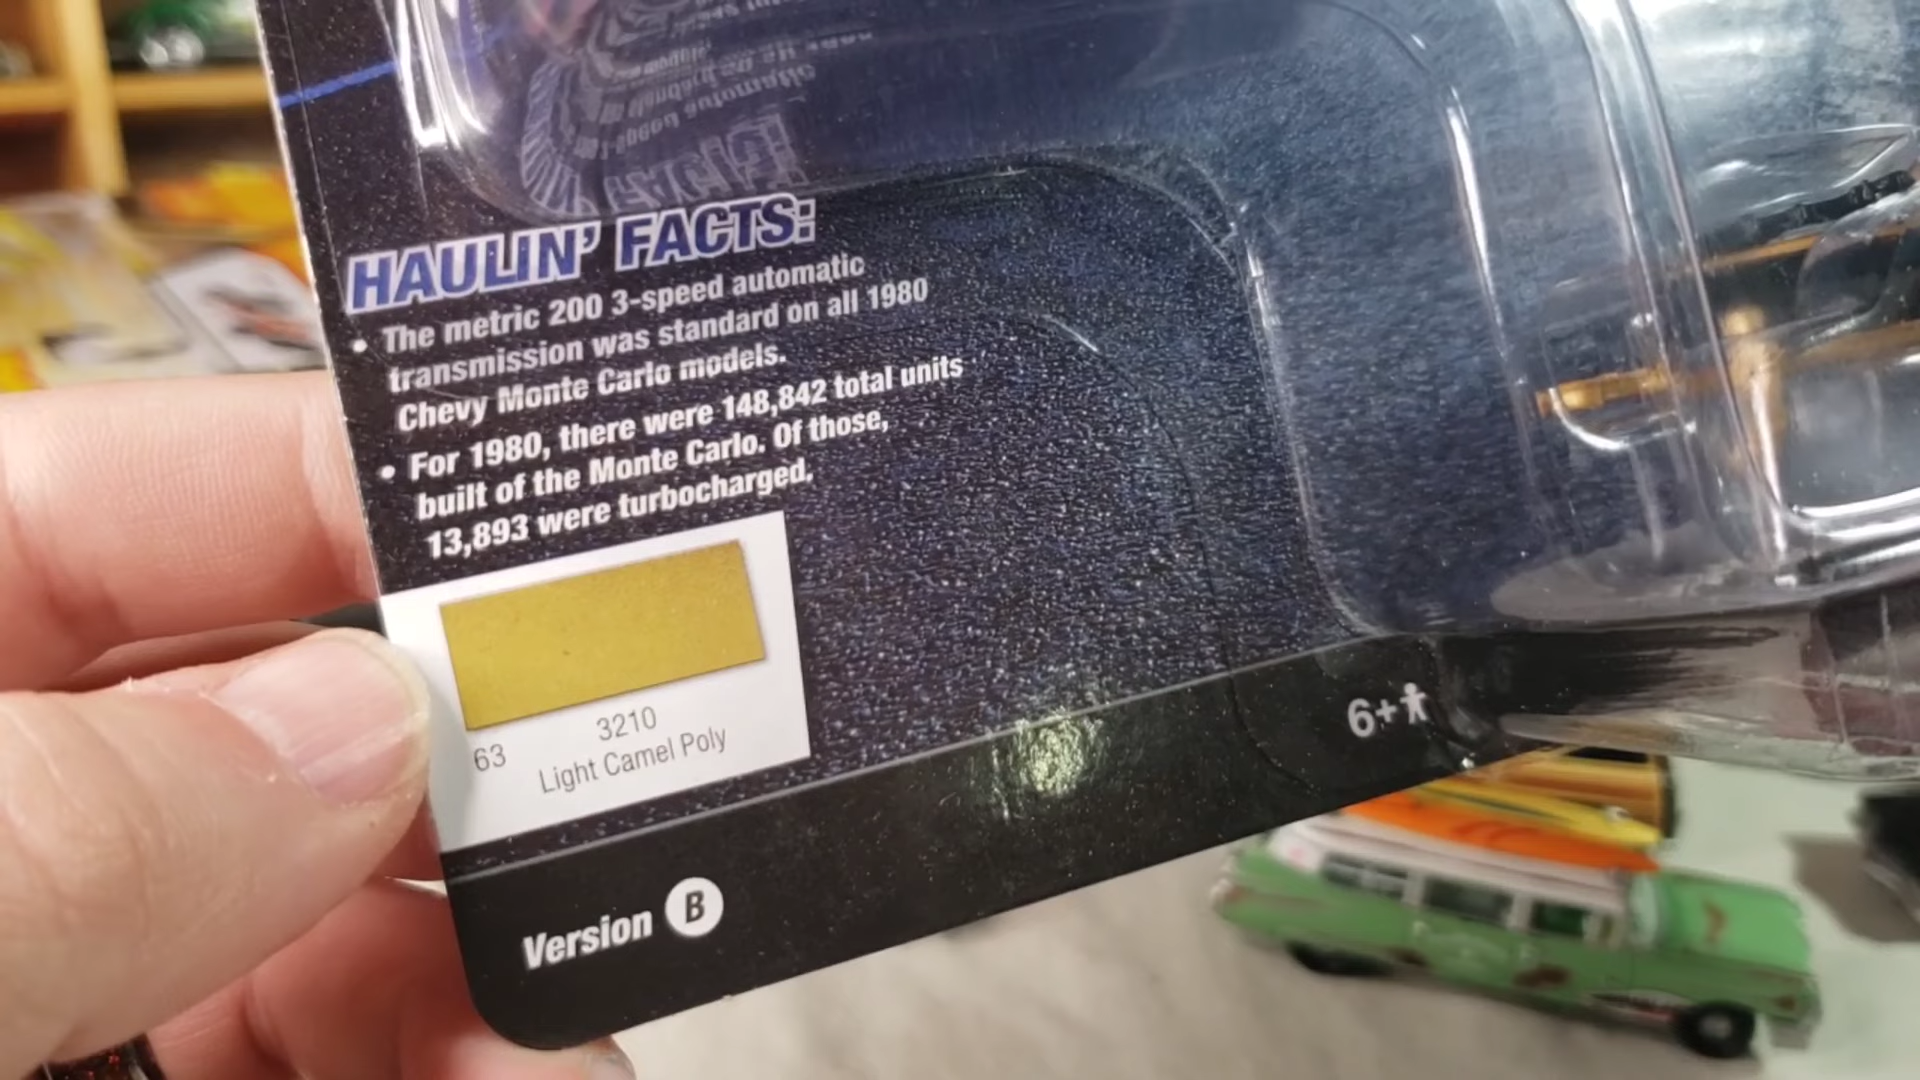 HAULIN' FACTS:
• The metric 200 3-speed automatic
transmission was standard on all 1980
Chevy Monte Carlo models.
• For 1980, there were 148,842 total units
built of the Monte Carlo. Of those,
13,893 were turbocharged.
63 3210
Light Camel Poly
6+
Version B